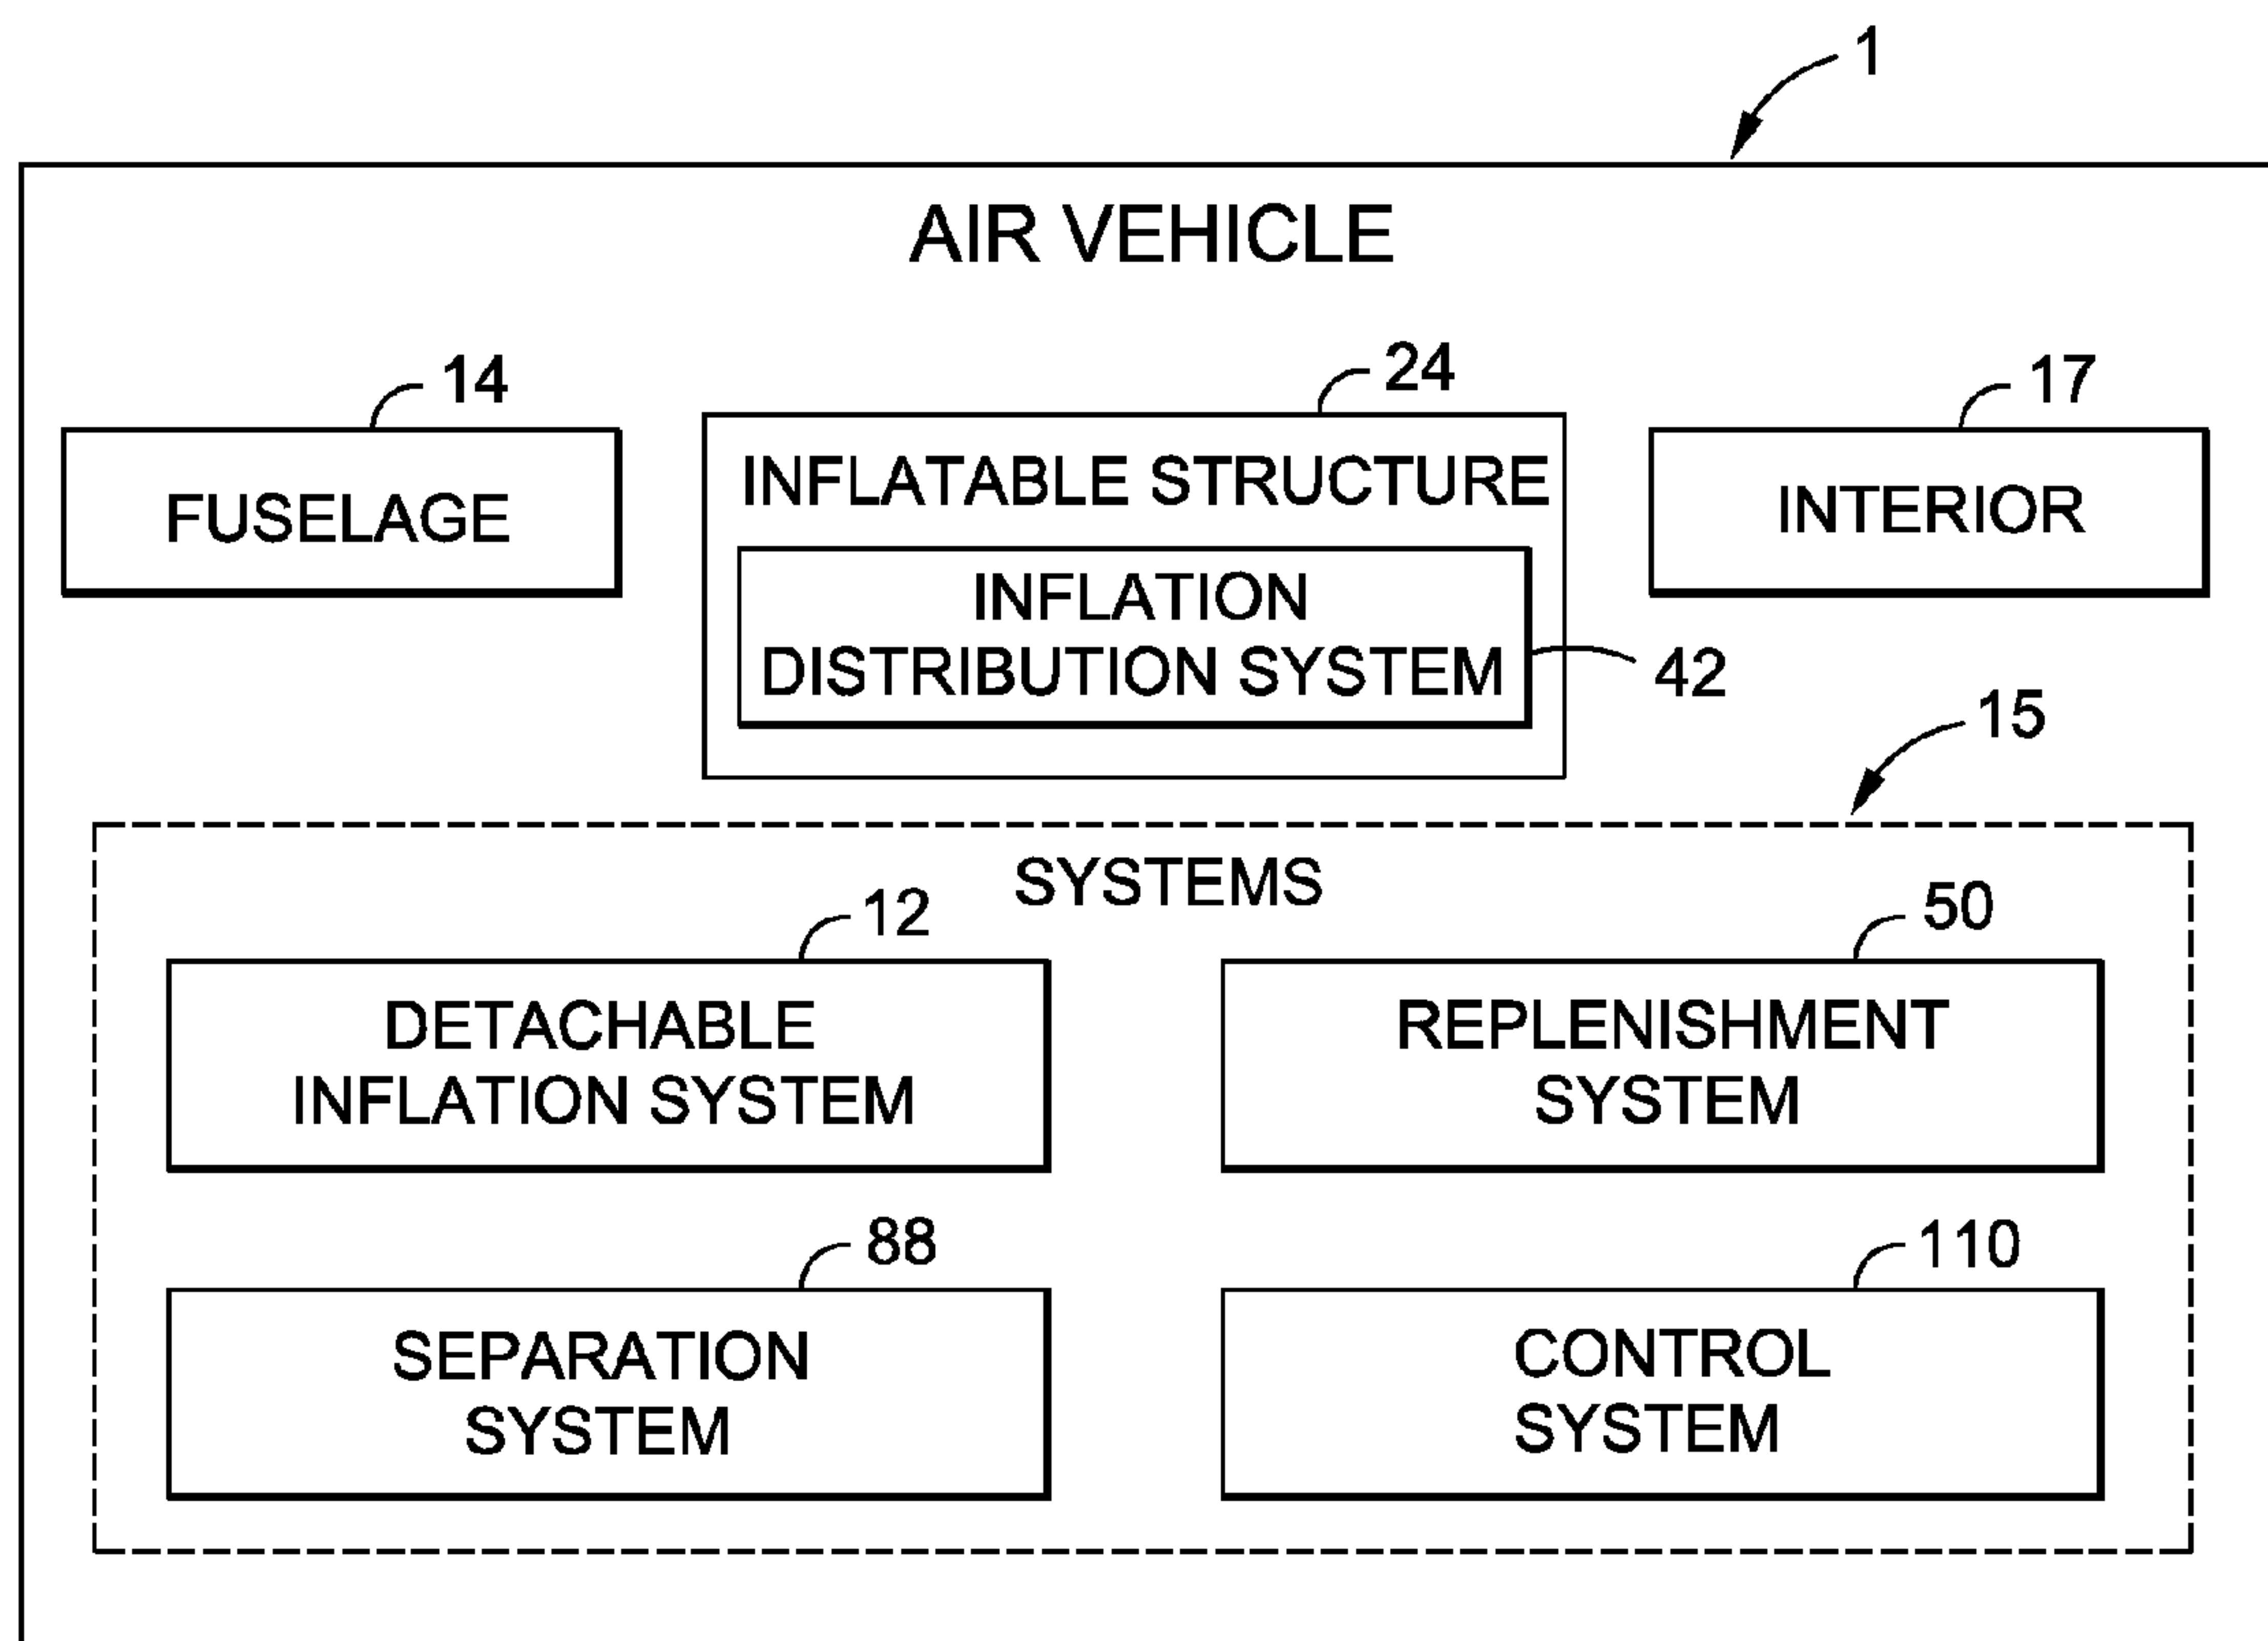 1
AIR VEHICLE
14
24
17
FUSELAGE
INFLATABLE STRUCTURE
INTERIOR
INFLATION
DISTRIBUTION SYSTEM
42
15
SYSTEMS
12
50
DETACHABLE
INFLATION SYSTEM
REPLENISHMENT
SYSTEM
88
110
SEPARATION
SYSTEM
CONTROL
SYSTEM